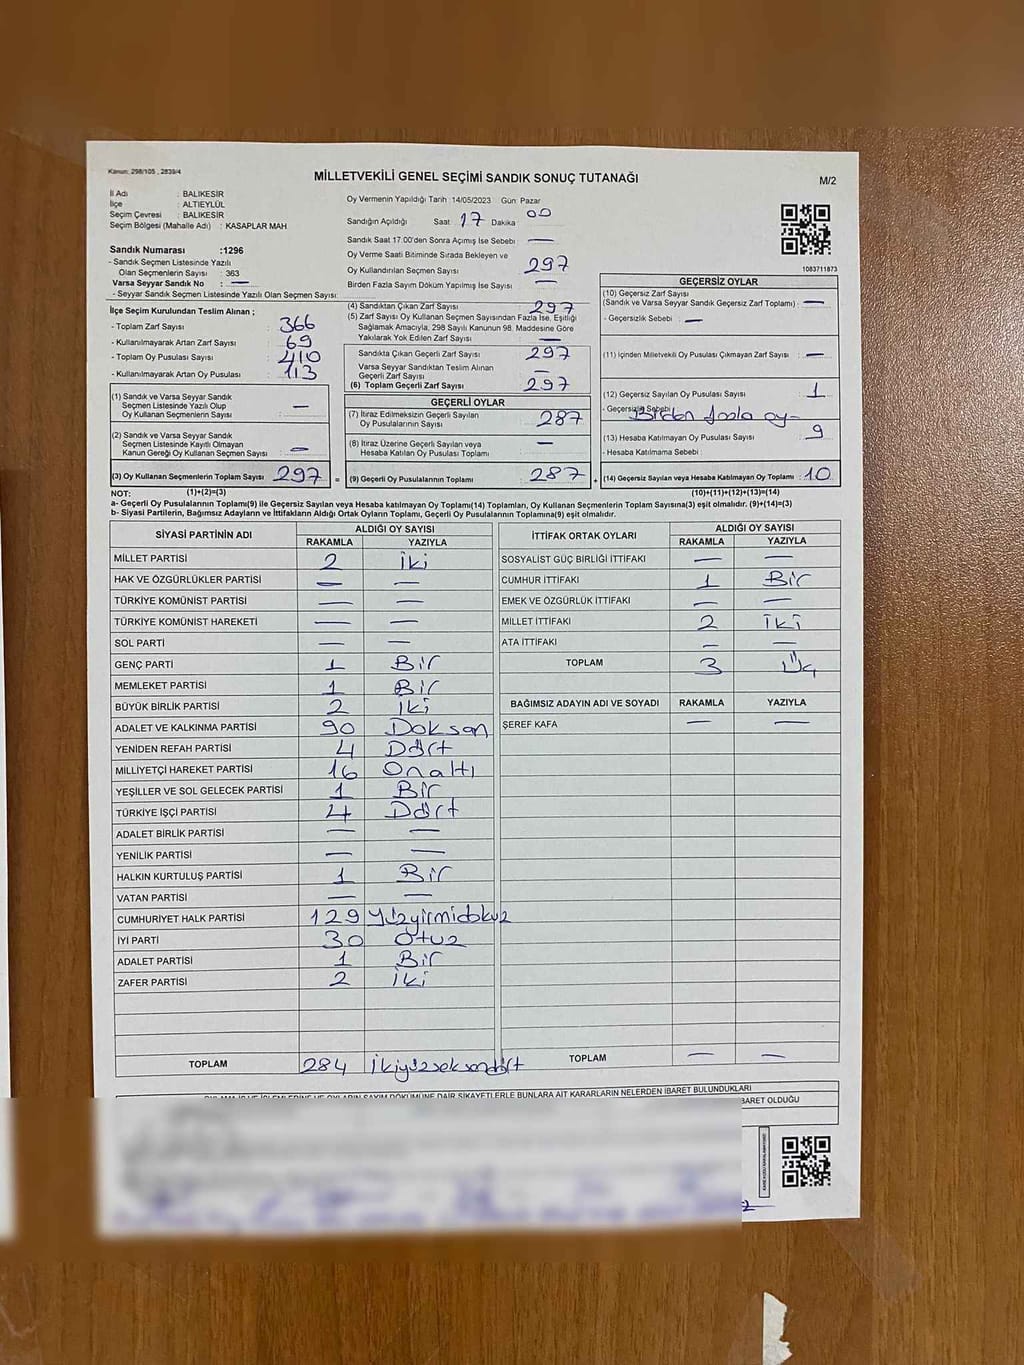 Kanun: 298/105 , 2839/4
MİLLETVEKİLİ GENEL SEÇİMİ SANDIK SONUÇ TUTANAĞI
M/2
İl Adı : BALIKESİR
İlçe : ALTIEYLÜL
Seçim Çevresi : BALIKESİR
Seçim Bölgesi (Mahalle Adı) : KASAPLAR MAH
Sandık Numarası :1296
- Sandık Seçmen Listesinde Yazılı
Olan Seçmenlerin Sayısı : 363
Varsa Seyyar Sandık No : —
- Seyyar Sandık Seçmen Listesinde Yazılı Olan Seçmen Sayısı:
Oy Vermenin Yapıldığı Tarih 14/05/2023 Gün: Pazar
Sandığın Açıldığı Saat: 17 Dakika : 00
Sandık Saat 17:00'den Sonra Açımış İse Sebebi : —
Oy Verme Saati Bitiminde Sırada Bekleyen ve
Oy Kullandırılan Seçmen Sayısı : 297
Birden Fazla Sayım Döküm Yapılmış İse Sayısı : —
1083711873
İlçe Seçim Kurulundan Teslim Alınan ;
- Toplam Zarf Sayısı : 366
- Kullanılmayarak Artan Zarf Sayısı : 69
- Toplam Oy Pusulası Sayısı : 410
- Kullanılmayarak Artan Oy Pusulası : 113
(1) Sandık ve Varsa Seyyar Sandık
Seçmen Listesinde Yazılı Olup
Oy Kullanan Seçmenlerin Sayısı : —
(2) Sandık ve Varsa Seyyar Sandık
Seçmen Listesinde Kayıtlı Olmayan
Kanun Gereği Oy Kullanan Seçmen Sayısı : —
(3) Oy Kullanan Seçmenlerin Toplam Sayısı : 297 =
(4) Sandıktan Çıkan Zarf Sayısı : 297
(5) Zarf Sayısı Oy Kullanan Seçmen Sayısından Fazla İse, Eşitliği
Sağlamak Amacıyla, 298 Sayılı Kanunun 98. Maddesine Göre
Yakılarak Yok Edilen Zarf Sayısı : —
Sandıkta Çıkan Geçerli Zarf Sayısı : 297
Varsa Seyyar Sandıktan Teslim Alınan
Geçerli Zarf Sayısı : —
(6) Toplam Geçerli Zarf Sayısı : 297
GEÇERLİ OYLAR
(7) İtiraz Edilmeksizin Geçerli Sayılan
Oy Pusulalarının Sayısı : 287
(8) İtiraz Üzerine Geçerli Sayılan veya
Hesaba Katılan Oy Pusulası Toplamı : —
(9) Geçerli Oy Pusulalarının Toplamı : 287 +
GEÇERSİZ OYLAR
(10) Geçersiz Zarf Sayısı
(Sandık ve Varsa Seyyar Sandık Geçersiz Zarf Toplamı) : —
- Geçersizlik Sebebi : —
(11) İçinden Milletvekili Oy Pusulası Çıkmayan Zarf Sayısı : —
(12) Geçersiz Sayılan Oy Pusulası Sayısı : 1
- Geçersizlik Sebebi : Birden fazla oy-
(13) Hesaba Katılmayan Oy Pusulası Sayısı : 9
- Hesaba Katılmama Sebebi :
(14) Geçersiz Sayılan veya Hesaba Katılmayan Oy Toplamı : 10
NOT: (1)+(2)=(3) (10)+(11)+(12)+(13)=(14)
a- Geçerli Oy Pusulalarının Toplamı(9) ile Geçersiz Sayılan veya Hesaba katılmayan Oy Toplamı(14) Toplamları, Oy Kullanan Seçmenlerin Toplam Sayısına(3) eşit olmalıdır. (9)+(14)=(3)
b- Siyasi Partilerin, Bağımsız Adayların ve İttifakların Aldığı Ortak Oyların Toplamı, Geçerli Oy Pusulalarının Toplamına(9) eşit olmalıdır.
SİYASİ PARTİNİN ADI ALDIĞI OY SAYISI
RAKAMLA YAZIYLA
MİLLET PARTİSİ 2 iki
HAK VE ÖZGÜRLÜKLER PARTİSİ — —
TÜRKİYE KOMÜNİST PARTİSİ — —
TÜRKİYE KOMÜNİST HAREKETİ — —
SOL PARTİ — —
GENÇ PARTİ 1 Bir
MEMLEKET PARTİSİ 1 Bir
BÜYÜK BİRLİK PARTİSİ 2 iki
ADALET VE KALKINMA PARTİSİ 90 Doksan
YENİDEN REFAH PARTİSİ 4 Dört
MİLLİYETÇİ HAREKET PARTİSİ 16 Onaltı
YEŞİLLER VE SOL GELECEK PARTİSİ 1 Bir
TÜRKİYE İŞÇİ PARTİSİ 4 Dört
ADALET BİRLİK PARTİSİ — —
YENİLİK PARTİSİ — —
HALKIN KURTULUŞ PARTİSİ 1 Bir
VATAN PARTİSİ — —
CUMHURİYET HALK PARTİSİ 129 yüzyirmidokuz
İYİ PARTİ 30 Otuz
ADALET PARTİSİ 1 Bir
ZAFER PARTİSİ 2 iki
TOPLAM 284 İkiyüzseksendört
İTTİFAK ORTAK OYLARI ALDIĞI OY SAYISI
RAKAMLA YAZIYLA
SOSYALİST GÜÇ BİRLİĞİ İTTİFAKI — —
CUMHUR İTTİFAKI 1 Bir
EMEK VE ÖZGÜRLÜK İTTİFAKI — —
MİLLET İTTİFAKI 2 iki
ATA İTTİFAKI — —
TOPLAM 3 Üç
BAĞIMSIZ ADAYIN ADI VE SOYADI RAKAMLA YAZIYLA
ŞEREF KAFA — —
TOPLAM — —
DAİR ŞİKAYETLERLE BUNLARA AİT KARARLARIN NELERDEN İBARET BULUNDUKLARI
BARET OLDUĞU